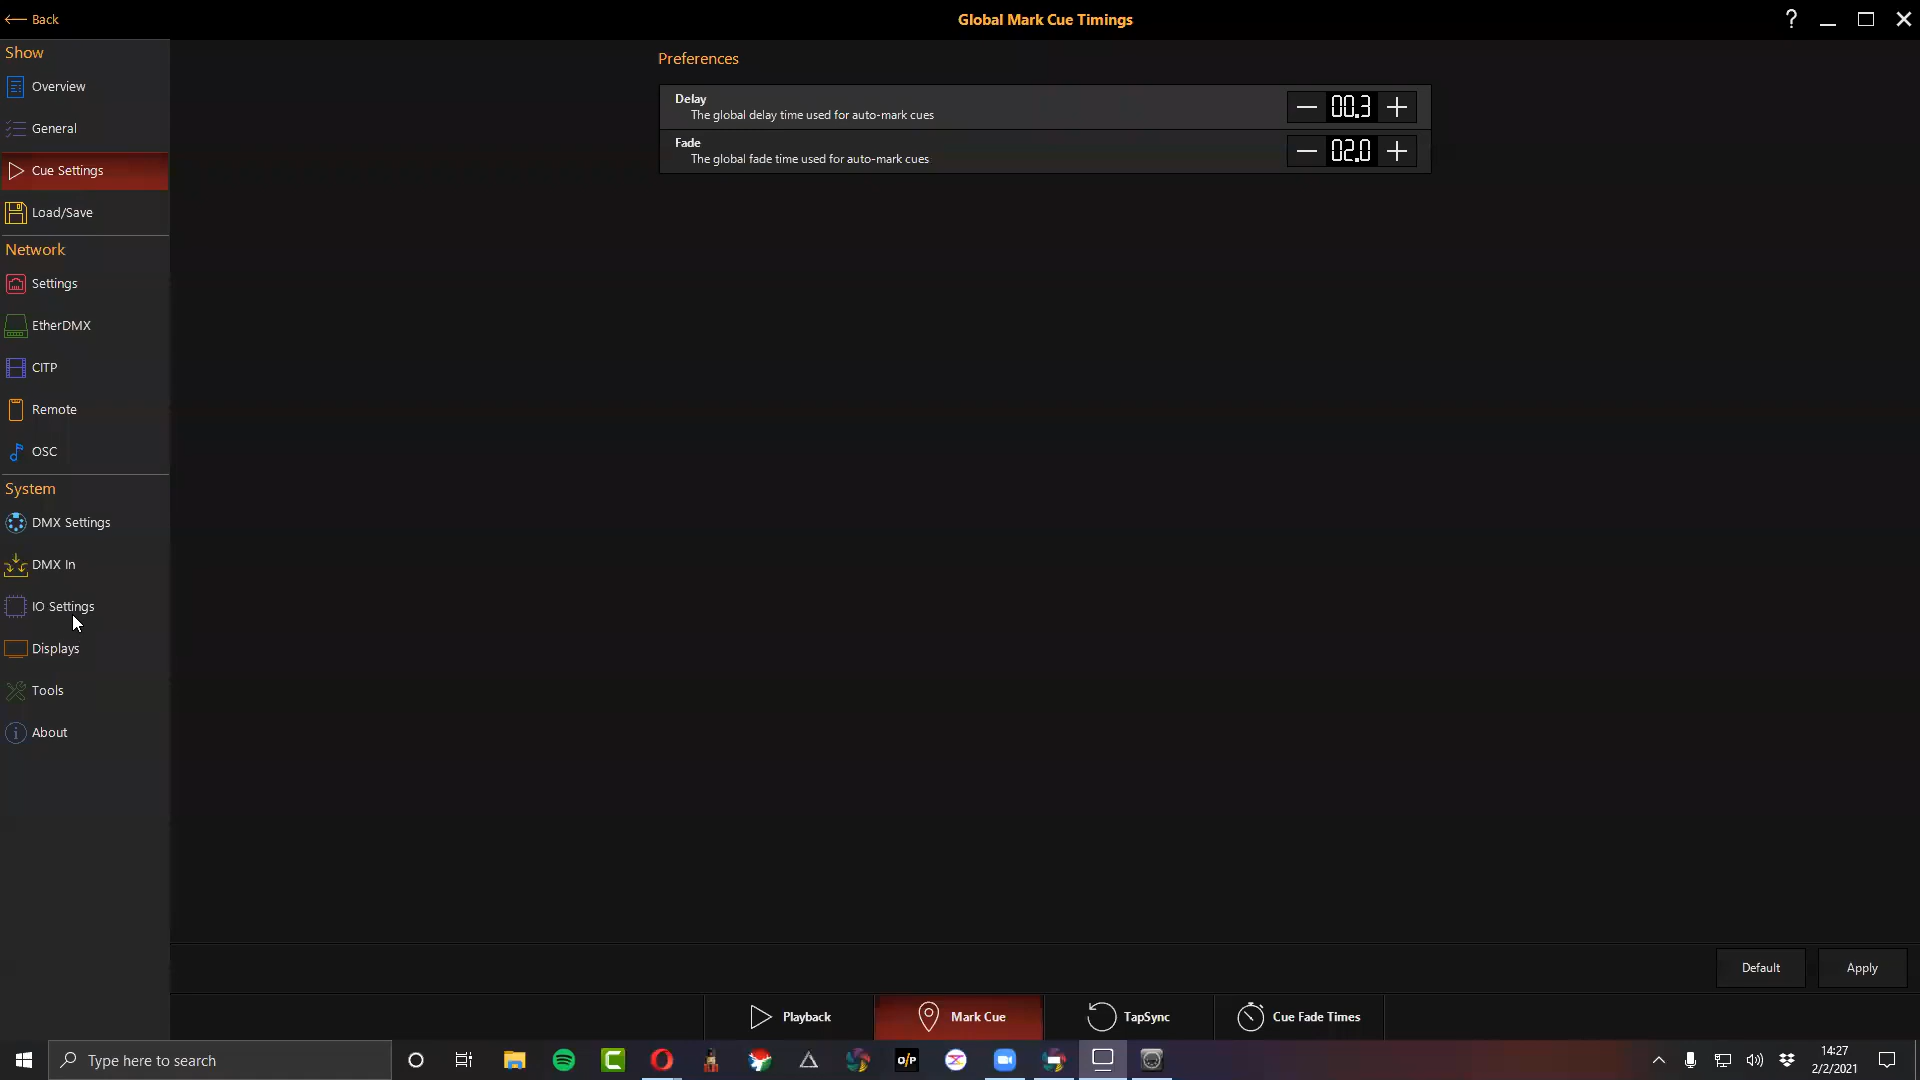 Back
Global Mark Cue Timings
?
Show
Overview
General
Cue Settings
Load/Save
Network
Settings
EtherDMX
CITP
Remote
OSC
System
DMX Settings
DMX In
IO Settings
Displays
Tools
About
Preferences
Delay
The global delay time used for auto-mark cues
00.3
Fade
The global fade time used for auto-mark cues
02.0
Default
Apply
Playback
Mark Cue
TapSync
Cue Fade Times
Type here to search
o/p
14:27
2/2/2021